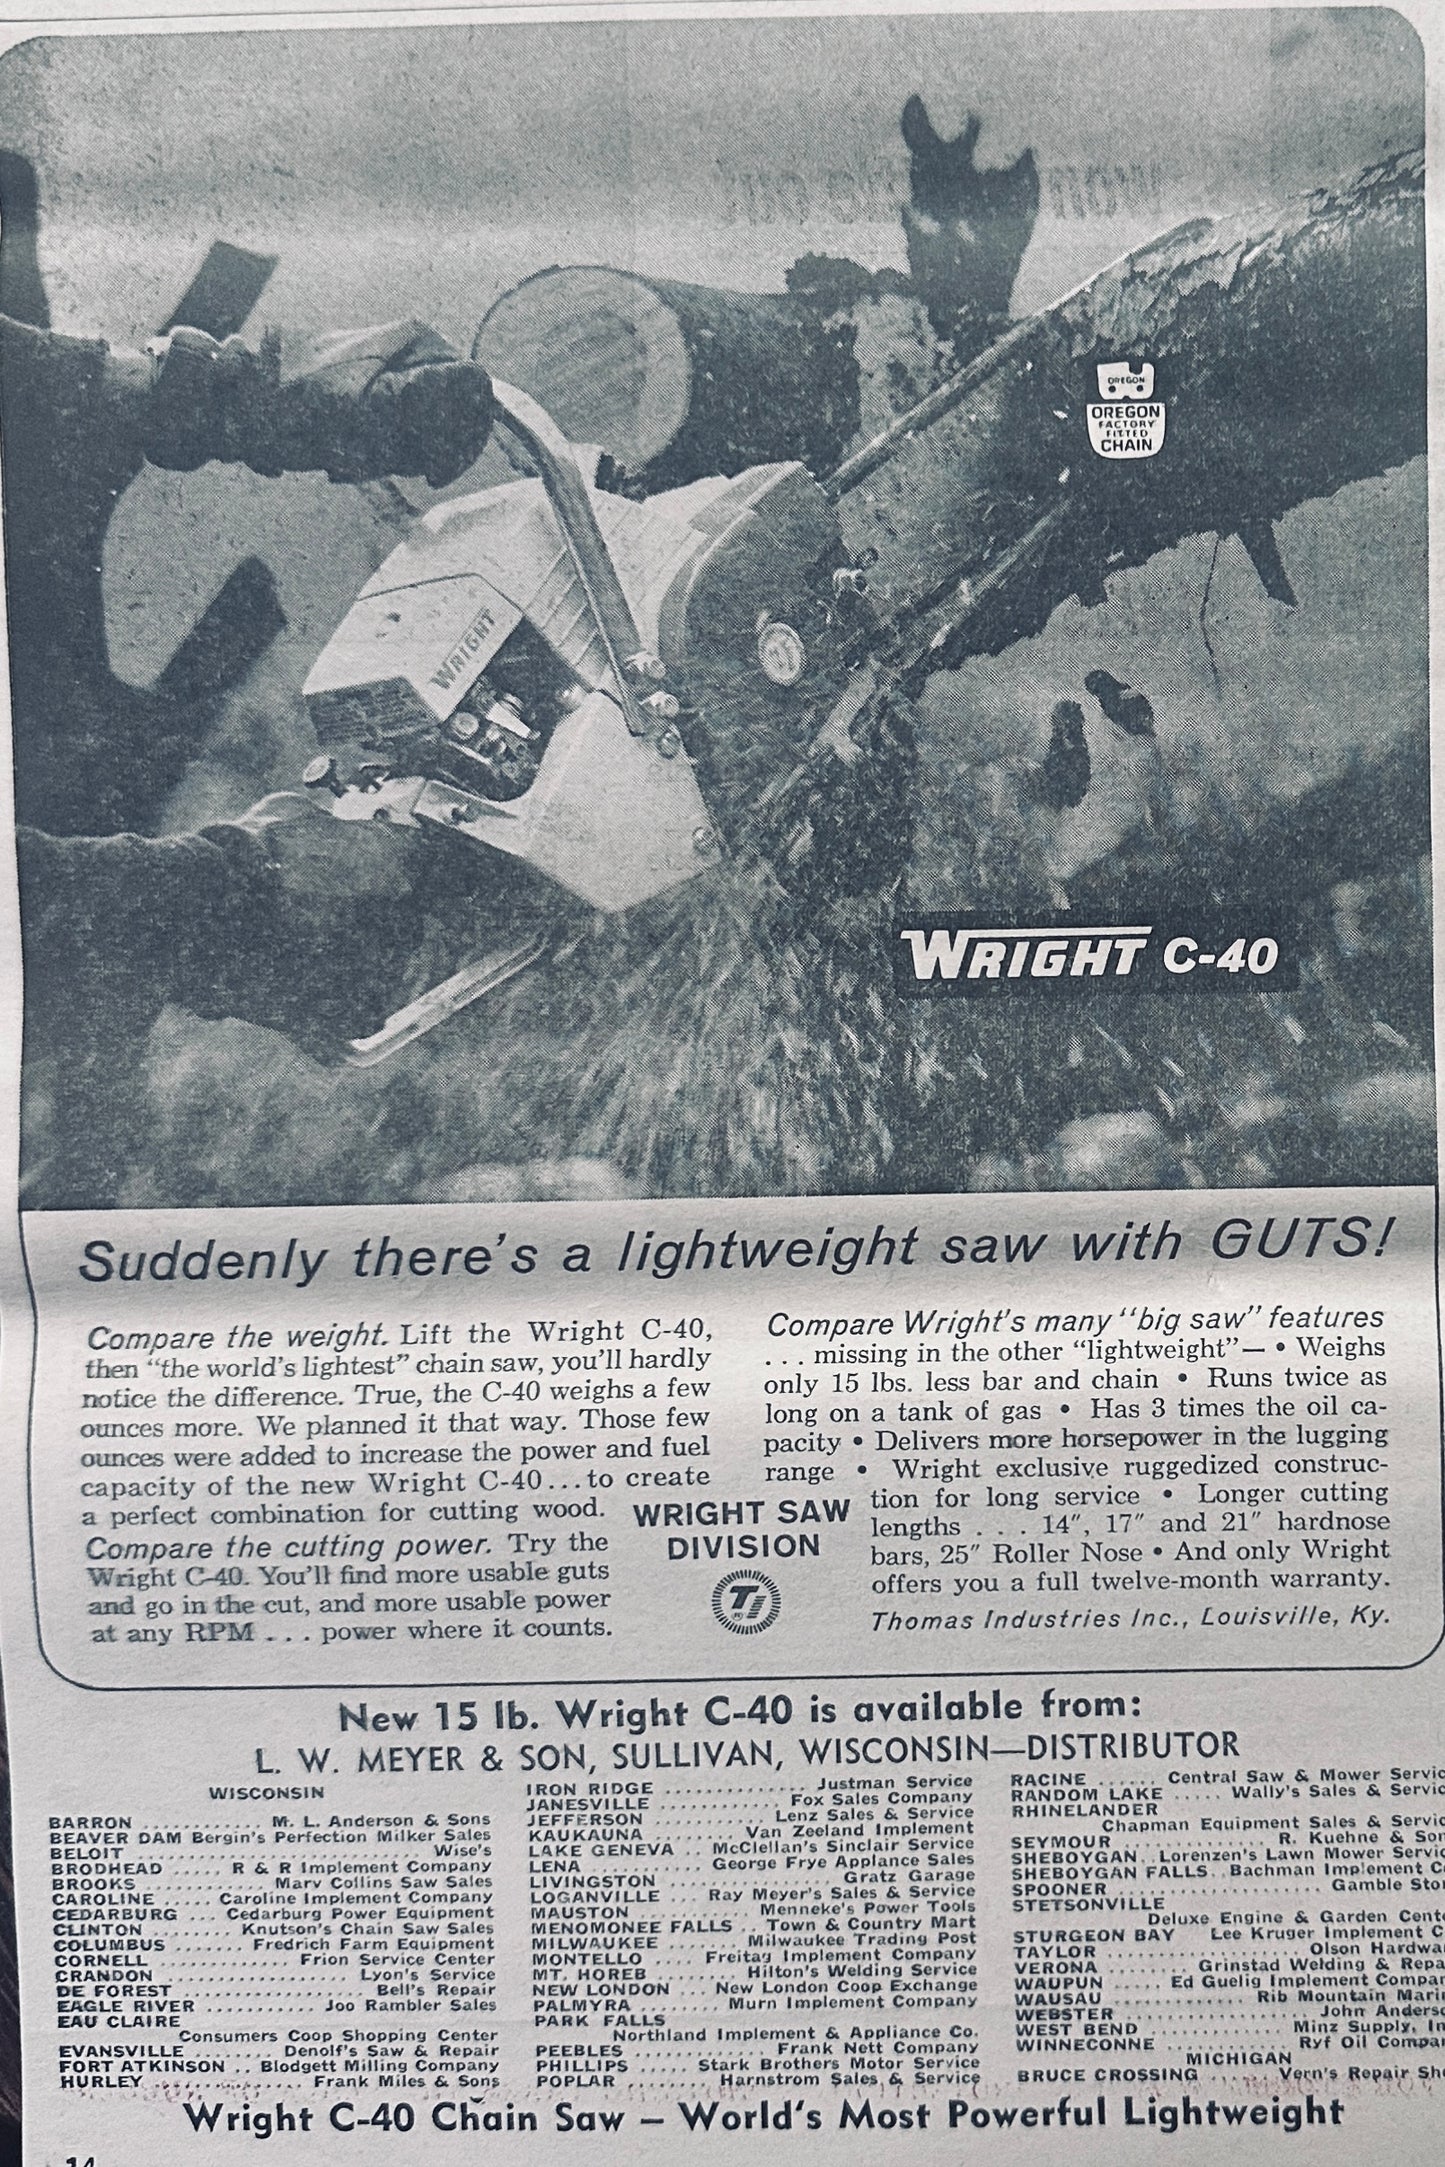 OREGON
OREGON
FACTORY
FITTED
CHAIN
WRIGHT
WRIGHT C-40
Suddenly there's a lightweight saw with GUTS!
Compare the weight. Lift the Wright C-40,
then "the world's lightest" chain saw, you'll hardly
notice the difference. True, the C-40 weighs a few
ounces more. We planned it that way. Those few
ounces were added to increase the power and fuel
capacity of the new Wright C-40...to create
a perfect combination for cutting wood.
Compare the cutting power. Try the
Wright C-40. You'll find more usable guts
and go in the cut, and more usable power
at any RPM . . . power where it counts.
WRIGHT SAW
DIVISION
TI
®
Compare Wright's many "big saw" features
. . . missing in the other "lightweight"— • Weighs
only 15 lbs. less bar and chain • Runs twice as
long on a tank of gas • Has 3 times the oil ca-
pacity • Delivers more horsepower in the lugging
range • Wright exclusive ruggedized construc-
tion for long service • Longer cutting
lengths . . . 14″, 17″ and 21″ hardnose
bars, 25″ Roller Nose • And only Wright
offers you a full twelve-month warranty.
Thomas Industries Inc., Louisville, Ky.
New 15 lb. Wright C-40 is available from:
L. W. MEYER & SON, SULLIVAN, WISCONSIN—DISTRIBUTOR
WISCONSIN
BARRON ............ M. L. Anderson & Sons
BEAVER DAM Bergin's Perfection Milker Sales
BELOIT ................................ Wise's
BRODHEAD ..... R & R Implement Company
BROOKS ............ Marv Collins Saw Sales
CAROLINE ..... Caroline Implement Company
CEDARBURG ... Cedarburg Power Equipment
CLINTON .......... Knutson's Chain Saw Sales
COLUMBUS ....... Fredrich Farm Equipment
CORNELL ............. Frion Service Center
CRANDON ................... Lyon's Service
DE FOREST .................. Bell's Repair
EAGLE RIVER ........... Joo Rambler Sales
EAU CLAIRE
Consumers Coop Shopping Center
EVANSVILLE ........ Denolf's Saw & Repair
FORT ATKINSON .. Blodgett Milling Company
HURLEY ............... Frank Miles & Sons
IRON RIDGE .............. Justman Service
JANESVILLE ............ Fox Sales Company
JEFFERSON ............ Lenz Sales & Service
KAUKAUNA ........ Van Zeeland Implement
LAKE GENEVA .. McClellan's Sinclair Service
LENA ........... George Frye Applance Sales
LIVINGSTON ................ Gratz Garage
LOGANVILLE ... Ray Meyer's Sales & Service
MAUSTON ............ Menneke's Power Tools
MENOMONEE FALLS .. Town & Country Mart
MILWAUKEE ........ Milwaukee Trading Post
MONTELLO .... Freitag Implement Company
MT. HOREB ........ Hilton's Welding Service
NEW LONDON ... New London Coop Exchange
PALMYRA ........ Murn Implement Company
PARK FALLS
Northland Implement & Appliance Co.
PEEBLES .............. Frank Nett Company
PHILLIPS ..... Stark Brothers Motor Service
POPLAR ........ Harnstrom Sales & Service
RACINE ...... Central Saw & Mower Servic
RANDOM LAKE ..... Wally's Sales & Servic
RHINELANDER
Chapman Equipment Sales & Servic
SEYMOUR .............. R. Kuehne & Son
SHEBOYGAN.. Lorenzen's Lawn Mower Servic
SHEBOYGAN FALLS.. Bachman Implement C
SPOONER .................... Gamble Sto
STETSONVILLE
Deluxe Engine & Garden Cent
STURGEON BAY Lee Kruger Implement C
TAYLOR ................... Olson Hardwa
VERONA ........ Grinstad Welding & Repa
WAUPUN ..... Ed Guelig Implement Compan
WAUSAU ............. Rib Mountain Mari
WEBSTER .................. John Anders
WEST BEND .............. Minz Supply, In
WINNECONNE ............ Ryf Oil Compa
MICHIGAN
BRUCE CROSSING ...... Vern's Repair Sh
Wright C-40 Chain Saw — World's Most Powerful Lightweight
14